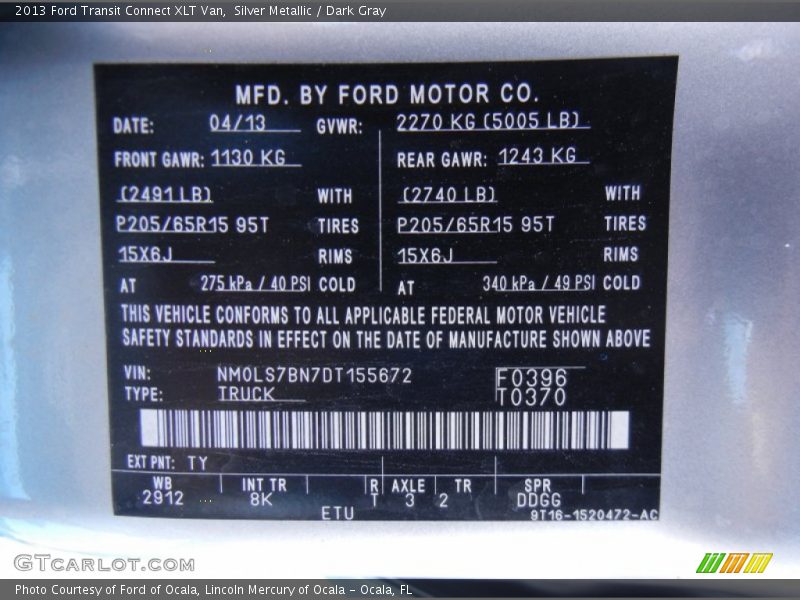 2013 Ford Transit Connect XLT Van,  Silver Metallic / Dark Gray
MFD. BY FORD MOTOR CO.
DATE: 04/13 GVWR: 2270 KG (5005 LB)
FRONT GAWR: 1130 KG REAR GAWR: 1243 KG
(2491 LB) WITH (2740 LB) WITH
P205/65R15 95T TIRES P205/65R15 95T TIRES
15X6J RIMS 15X6J RIMS
AT 275 kPa / 40 PSI COLD AT 340 kPa / 49 PSI COLD
THIS VEHICLE CONFORMS TO ALL APPLICABLE FEDERAL MOTOR VEHICLE
SAFETY STANDARDS IN EFFECT ON THE DATE OF MANUFACTURE SHOWN ABOVE
VIN: NM0LS7BN7DT155672 F0396
TYPE: TRUCK T0370
EXT PNT: TY
WB INT TR R AXLE TR SPR
2912 8K T 3 2 DDGG
ETU 9T16-1520472-AC
GTCARLOT.COM
Photo Courtesy of Ford of Ocala, Lincoln Mercury of Ocala - Ocala, FL